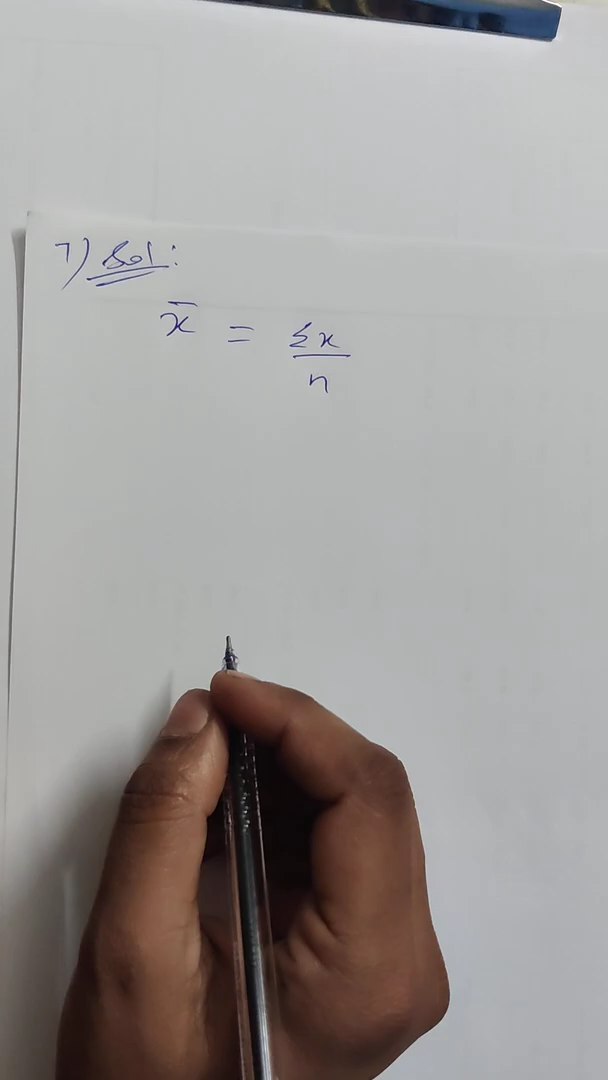 7) Sol:
x̄ = Σx/n